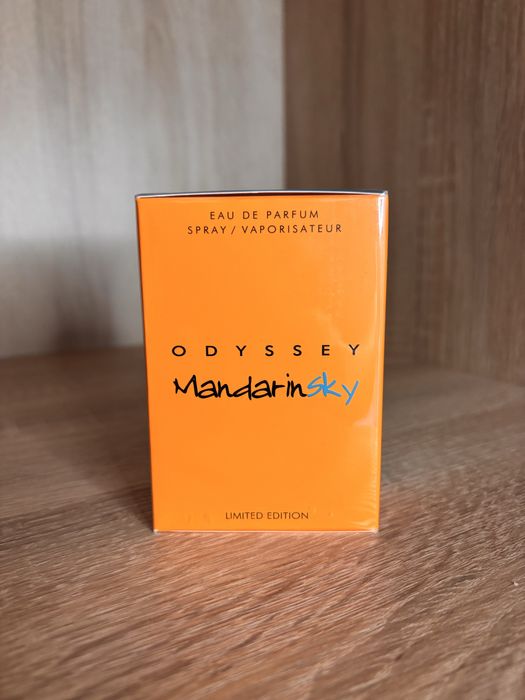 EAU DE PARFUM
SPRAY / VAPORISATEUR
ODYSSEY
MandarinSky
LIMITED EDITION